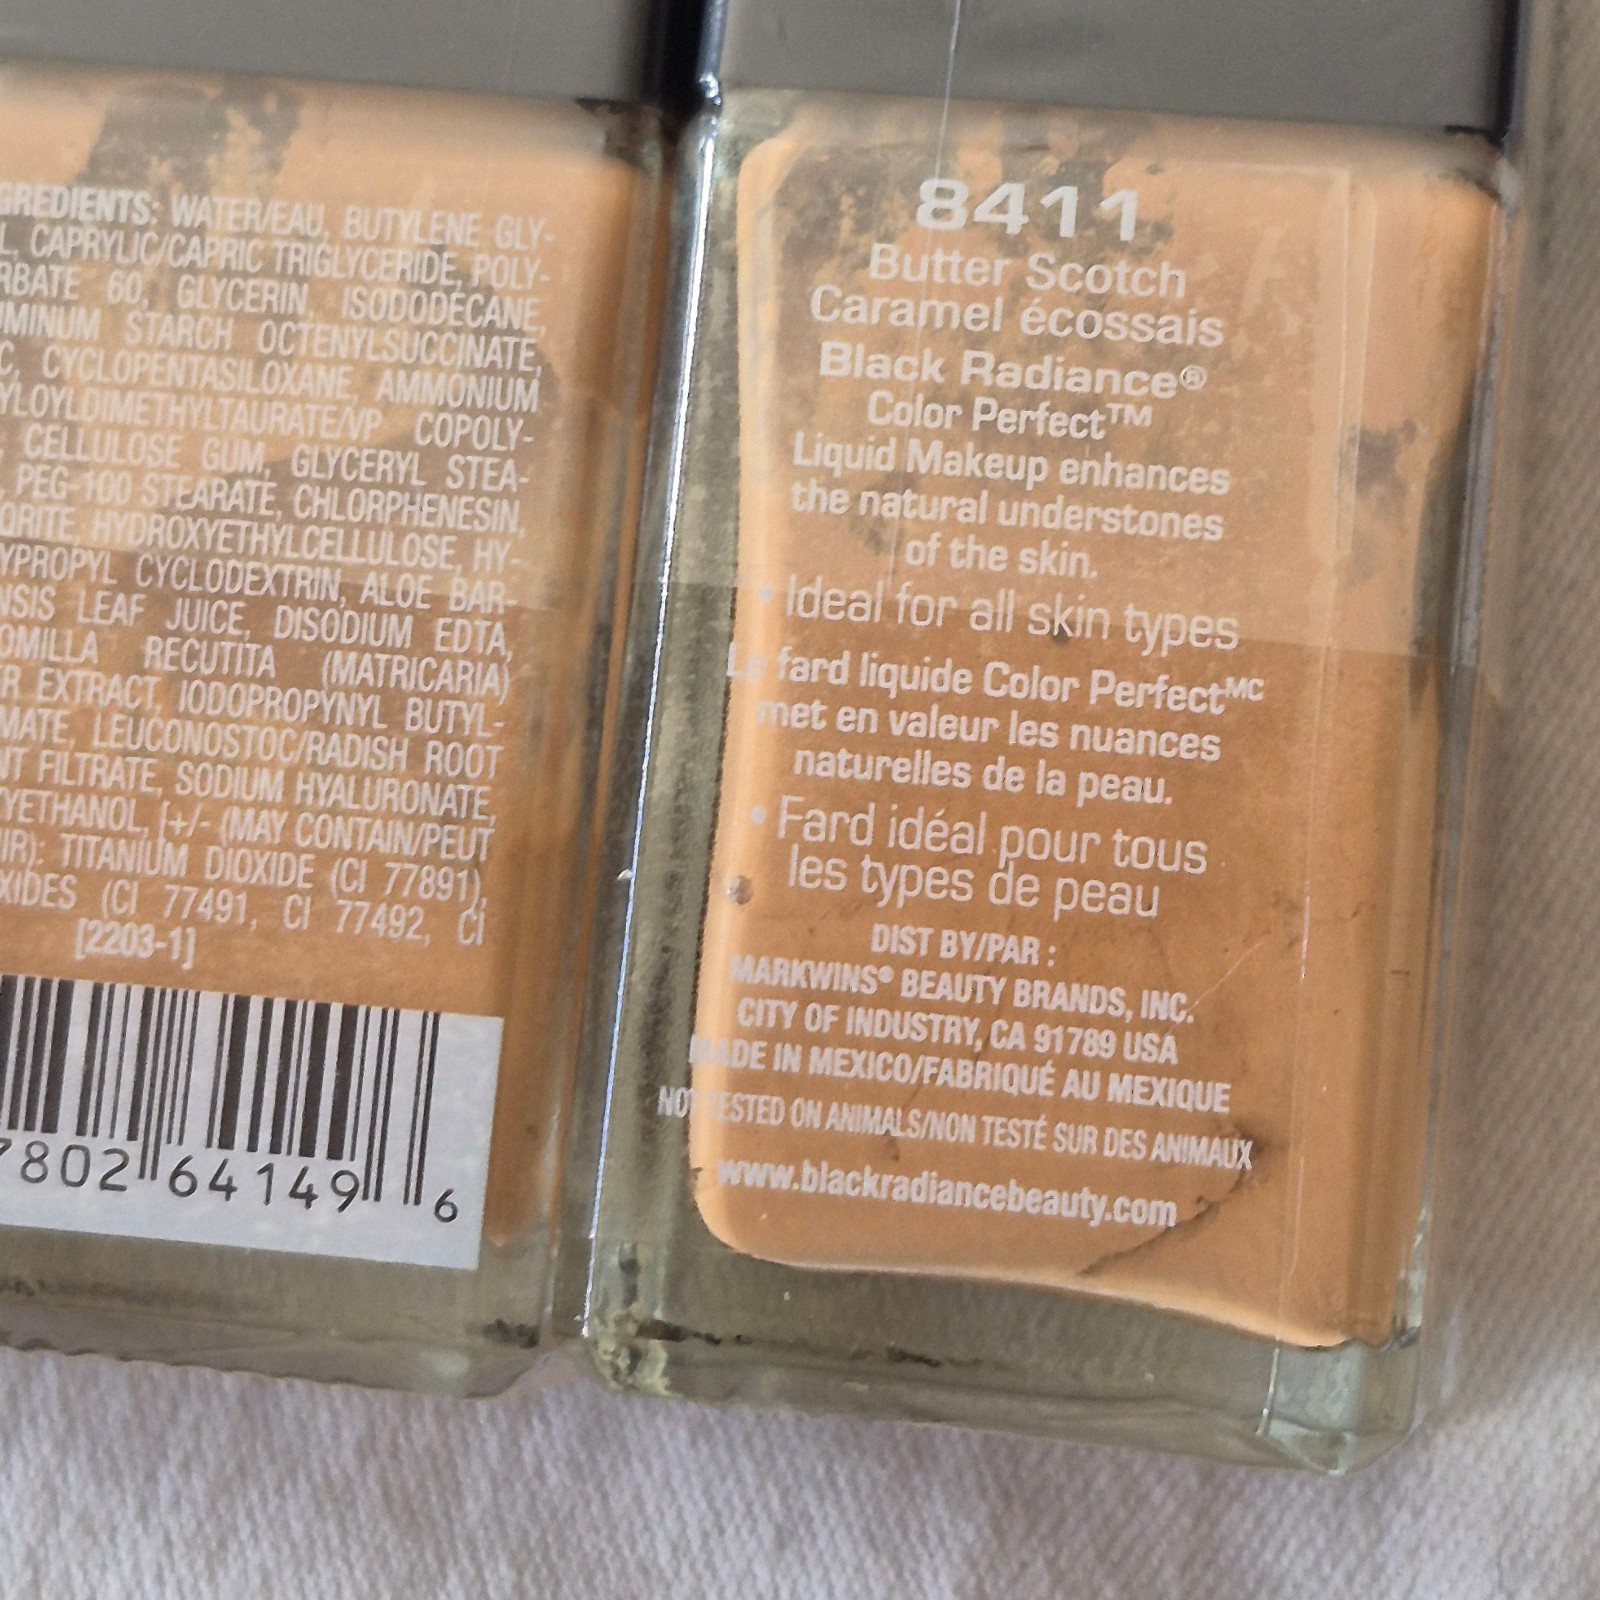 GREDIENTS: WATER/EAU, BUTYLENE GLY-
L, CAPRYLIC/CAPRIC TRIGLYCERIDE, POLY-
RBATE 60, GLYCERIN, ISODODECANE,
UMINUM STARCH OCTENYLSUCCINATE,
C, CYCLOPENTASILOXANE, AMMONIUM
YLOYLDIMETHYLTAURATE/VP COPOLY-
, CELLULOSE GUM, GLYCERYL STEA-
, PEG-100 STEARATE, CHLORPHENESIN,
ORITE, HYDROXYETHYLCELLULOSE, HY-
YPROPYL CYCLODEXTRIN, ALOE BAR-
NSIS LEAF JUICE, DISODIUM EDTA,
OMILLA RECUTITA (MATRICARIA)
R EXTRACT, IODOPROPYNYL BUTYL-
MATE, LEUCONOSTOC/RADISH ROOT
NT FILTRATE, SODIUM HYALURONATE,
YETHANOL, [+/- (MAY CONTAIN/PEUT
IR): TITANIUM DIOXIDE (CI 77891),
XIDES (CI 77491, CI 77492, CI
[2203-1]
7802 64149 6
8411
Butter Scotch
Caramel écossais
Black Radiance®
Color Perfect™
Liquid Makeup enhances
the natural understones
of the skin.
• Ideal for all skin types
Le fard liquide Color Perfect<sup>MC</sup>
met en valeur les nuances
naturelles de la peau.
• Fard idéal pour tous
les types de peau
DIST BY/PAR :
MARKWINS® BEAUTY BRANDS, INC.
CITY OF INDUSTRY, CA 91789 USA
MADE IN MEXICO/FABRIQUÉ AU MEXIQUE
NOT TESTED ON ANIMALS/NON TESTÉ SUR DES ANIMAUX
www.blackradiancebeauty.com